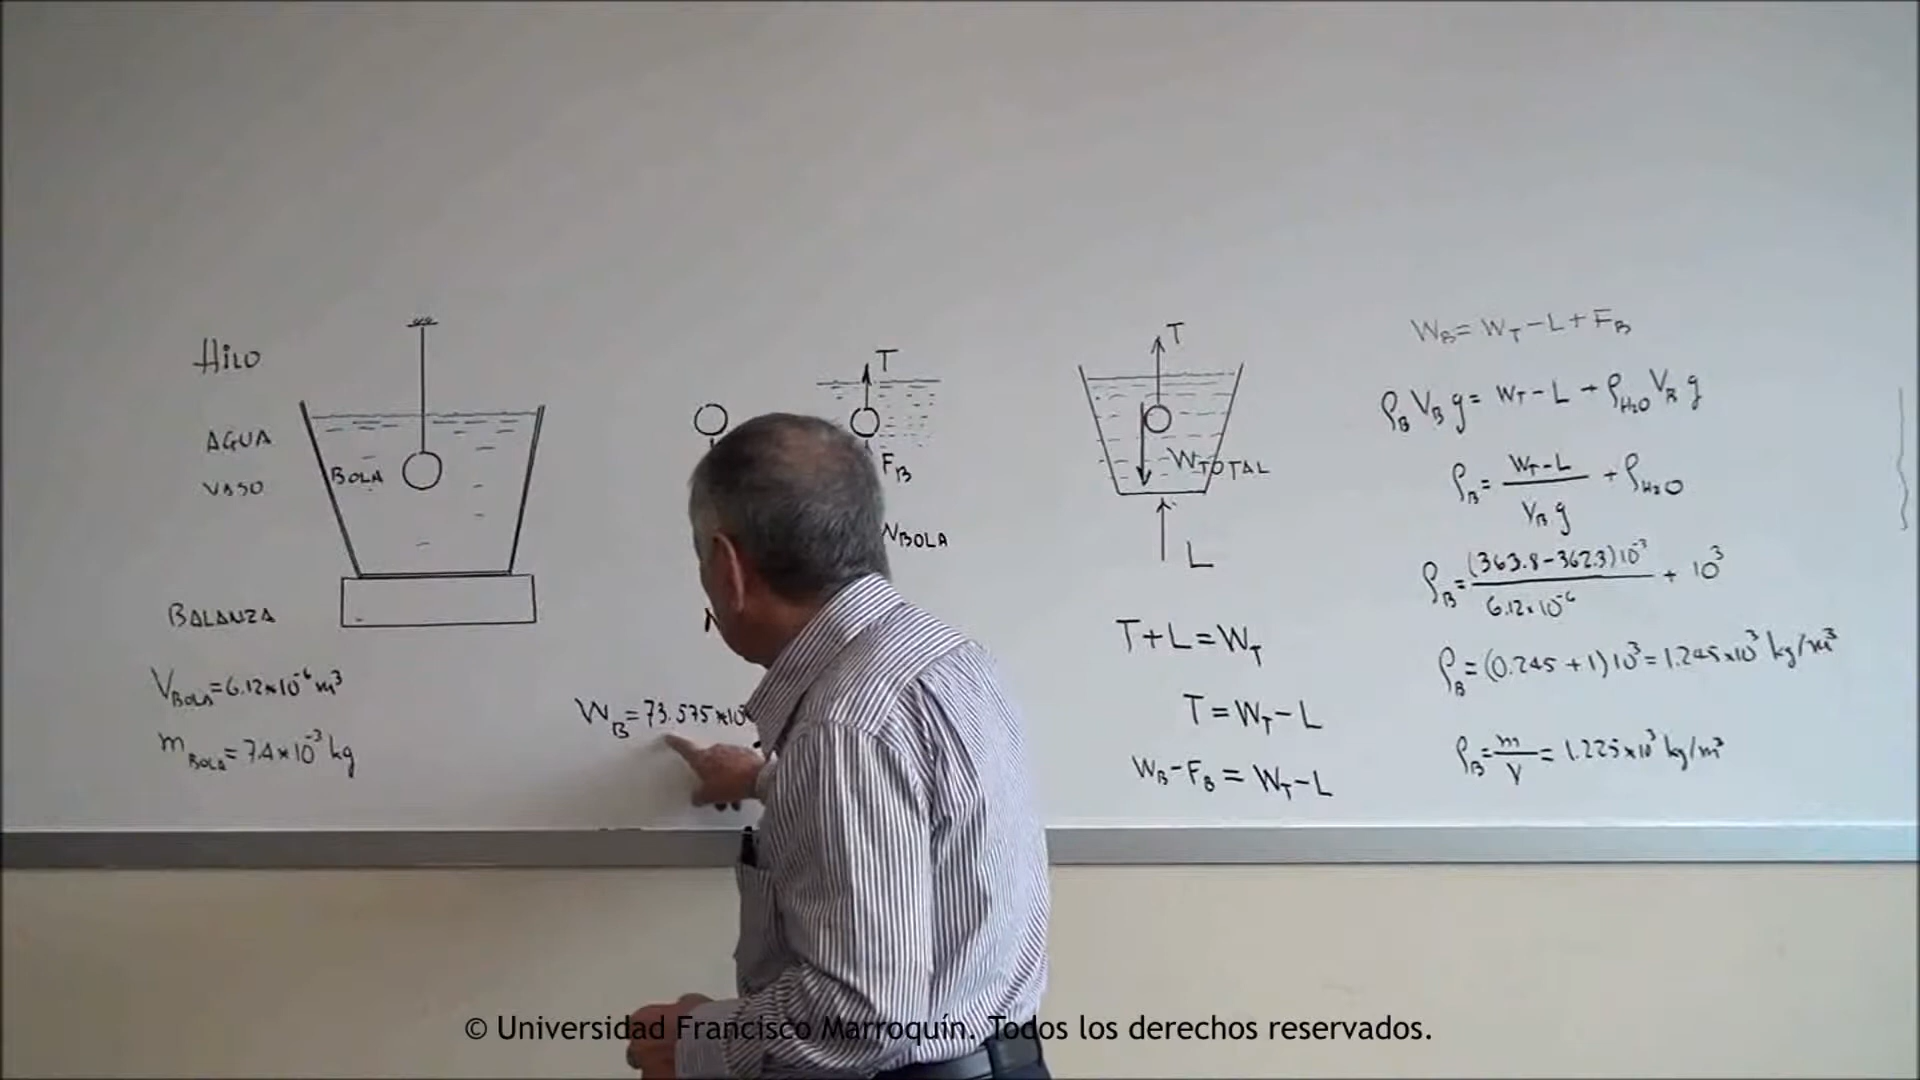 HILO
AGUA
VASO
BOLA
BALANZA
V_BOLA = 6.12×10⁻⁶ m³
m_BOLA = 7.4×10⁻³ kg
T
F_B
W_BOLA
W_B = 73.575×10
T
W_TOTAL
L
T+L=W_T
T=W_T-L
W_B-F_B=W_T-L
W_B=W_T-L+F_B
ρ_B V_B g = W_T-L + ρ_H₂O V_B g
ρ_B = (W_T-L)/(V_B g) + ρ_H₂O
ρ_B = (363.8-362.3)10⁻³/(6.12×10⁻⁶) + 10³
ρ_B = (0.245+1)10³ = 1.245×10³ kg/m³
ρ_B = m/V = 1.225×10³ kg/m³
© Universidad Francisco Marroquín. Todos los derechos reservados.